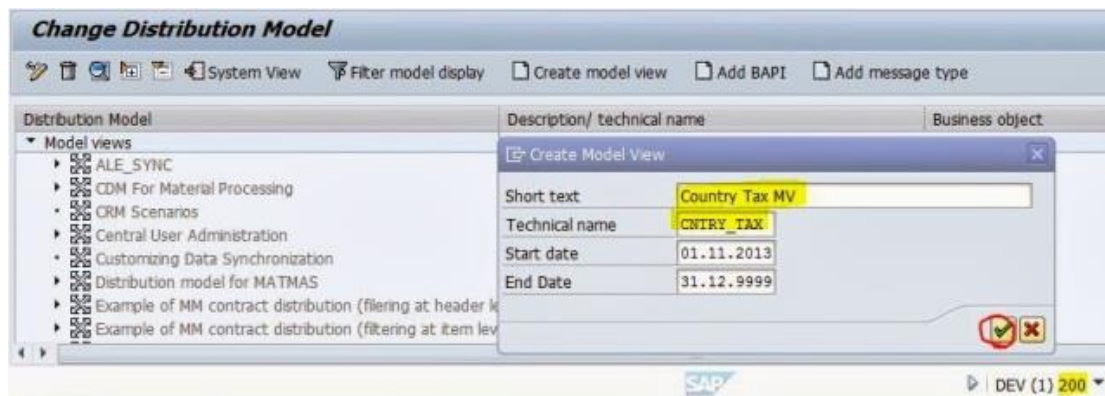 Change Distribution Model
System View Filter model display Create model view Add BAPI Add message type
Distribution Model Description/ technical name Business object
Model views
ALE_SYNC
CDM For Material Processing
CRM Scenarios
Central User Administration
Customizing Data Synchronization
Distribution model for MATMAS
Example of MM contract distribution (filering at header le
Example of MM contract distribution (filtering at item lev
Create Model View
Short text Country Tax MV
Technical name CNTRY_TAX
Start date 01.11.2013
End Date 31.12.9999
SAP DEV (1) 200